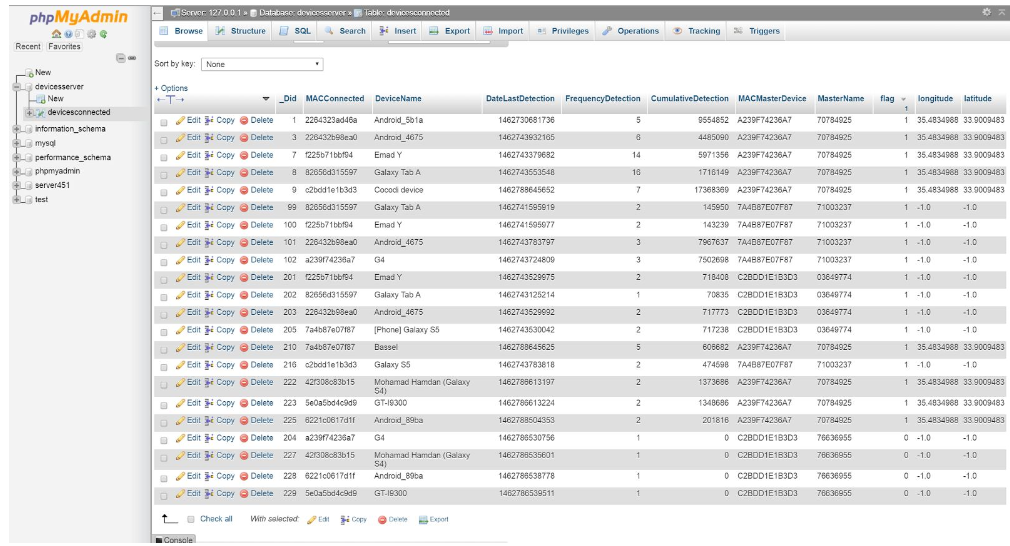 phpMyAdmin
Recent Favorites
New
devicesserver
New
devicesconnected
information_schema
mysql
performance_schema
phpmyadmin
server451
test
Server: 127.0.0.1 » Database: devicesserver » Table: devicesconnected
Browse Structure SQL Search Insert Export Import Privileges Operations Tracking Triggers
Sort by key: None
+ Options
_Did MACConnected DeviceName DateLastDetection FrequencyDetection CumulativeDetection MACMasterDevice MasterName flag 1 longitude latitude
Edit Copy Delete 1 2264323ad46a Android_5b1a 1462730681736 5 9554852 A239F74236A7 70784925 1 35.4834988 33.9009483
Edit Copy Delete 3 226432b98ea0 Android_4675 1462743932165 6 4485090 A239F74236A7 70784925 1 35.4834988 33.9009483
Edit Copy Delete 7 f225b71bbf94 Emad Y 1462743379682 14 5971356 A239F74236A7 70784925 1 35.4834988 33.9009483
Edit Copy Delete 8 82656d315597 Galaxy Tab A 1462743553548 16 1716149 A239F74236A7 70784925 1 35.4834988 33.9009483
Edit Copy Delete 9 c2bdd1e1b3d3 Cocodi device 1462788645652 7 17368369 A239F74236A7 70784925 1 35.4834988 33.9009483
Edit Copy Delete 99 82656d315597 Galaxy Tab A 1462741595919 2 145950 7A4B87E07F87 71003237 1 -1.0 -1.0
Edit Copy Delete 100 f225b71bbf94 Emad Y 1462741595977 2 143239 7A4B87E07F87 71003237 1 -1.0 -1.0
Edit Copy Delete 101 226432b98ea0 Android_4675 1462743783797 3 7967637 7A4B87E07F87 71003237 1 -1.0 -1.0
Edit Copy Delete 102 a239f74236a7 G4 1462743724809 3 7502698 7A4B87E07F87 71003237 1 -1.0 -1.0
Edit Copy Delete 201 f225b71bbf94 Emad Y 1462743529975 2 718408 C2BDD1E1B3D3 03649774 1 -1.0 -1.0
Edit Copy Delete 202 82656d315597 Galaxy Tab A 1462743125214 1 70835 C2BDD1E1B3D3 03649774 1 -1.0 -1.0
Edit Copy Delete 203 226432b98ea0 Android_4675 1462743529992 2 717773 C2BDD1E1B3D3 03649774 1 -1.0 -1.0
Edit Copy Delete 205 7a4b87e07f87 [Phone] Galaxy S5 1462743530042 2 717238 C2BDD1E1B3D3 03649774 1 -1.0 -1.0
Edit Copy Delete 210 7a4b87e07f87 Bassel 1462788645625 5 606682 A239F74236A7 70784925 1 35.4834988 33.9009483
Edit Copy Delete 216 c2bdd1e1b3d3 Galaxy S5 1462743783818 2 474598 7A4B87E07F87 71003237 1 -1.0 -1.0
Edit Copy Delete 222 42f308c83b15 Mohamad Hamdan (Galaxy S4) 1462786613197 2 1373686 A239F74236A7 70784925 1 35.4834988 33.9009483
Edit Copy Delete 223 5e0a5bd4c9d9 GT-I9300 1462786613224 2 1348686 A239F74236A7 70784925 1 35.4834988 33.9009483
Edit Copy Delete 225 6221c0617d1f Android_89ba 1462788504353 2 201816 A239F74236A7 70784925 1 35.4834988 33.9009483
Edit Copy Delete 204 a239f74236a7 G4 1462786530756 1 0 C2BDD1E1B3D3 76636955 0 -1.0 -1.0
Edit Copy Delete 227 42f308c83b15 Mohamad Hamdan (Galaxy S4) 1462786535601 1 0 C2BDD1E1B3D3 76636955 0 -1.0 -1.0
Edit Copy Delete 228 6221c0617d1f Android_89ba 1462786538778 1 0 C2BDD1E1B3D3 76636955 0 -1.0 -1.0
Edit Copy Delete 229 5e0a5bd4c9d9 GT-I9300 1462786539511 1 0 C2BDD1E1B3D3 76636955 0 -1.0 -1.0
Check all With selected: Edit Copy Delete Export
Console